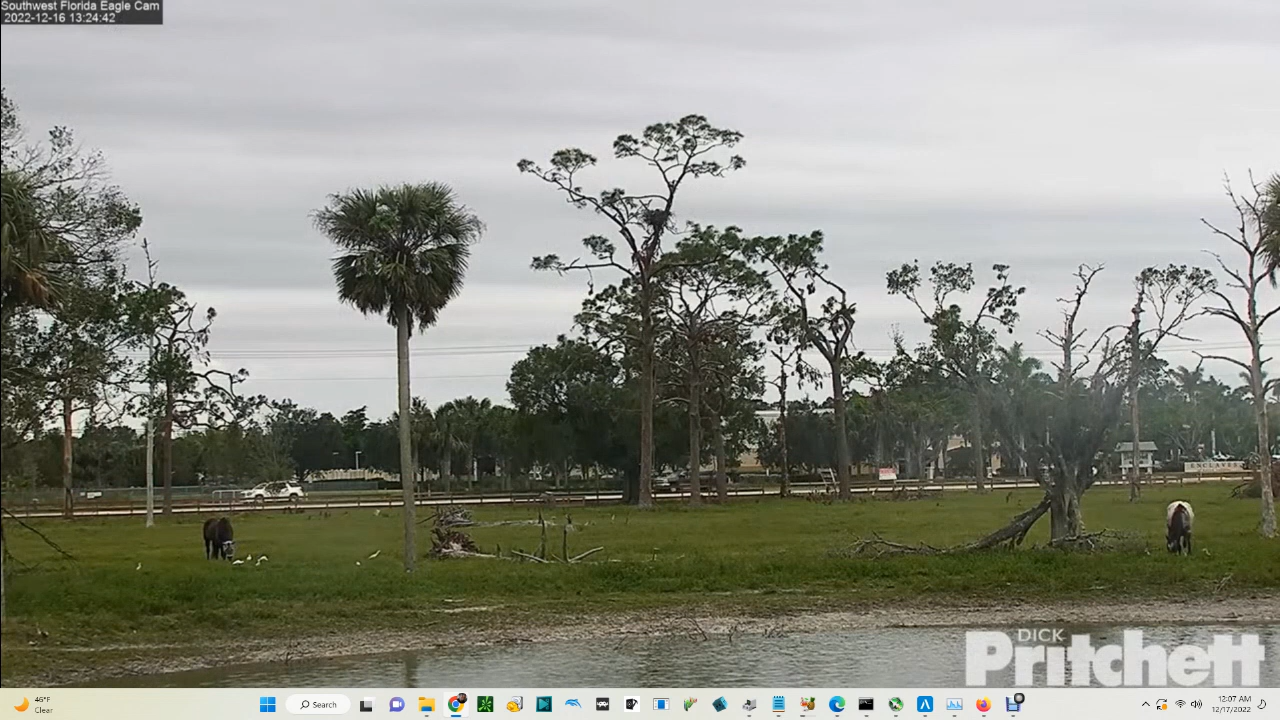 Southwest Florida Eagle Cam
2022-12-16 13:24:42
ENCLAVE
DICK
Pritchett
46°F
Clear
Search
12:07 AM
12/17/2022